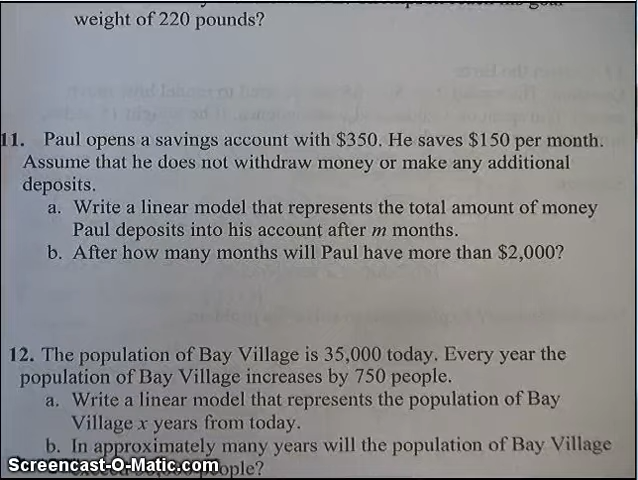 weight of 220 pounds?
11. Paul opens a savings account with $350. He saves $150 per month.
Assume that he does not withdraw money or make any additional
deposits.
a. Write a linear model that represents the total amount of money
Paul deposits into his account after m months.
b. After how many months will Paul have more than $2,000?
12. The population of Bay Village is 35,000 today. Every year the
population of Bay Village increases by 750 people.
a. Write a linear model that represents the population of Bay
Village x years from today.
b. In approximately many years will the population of Bay Village
people?
Screencast-O-Matic.com